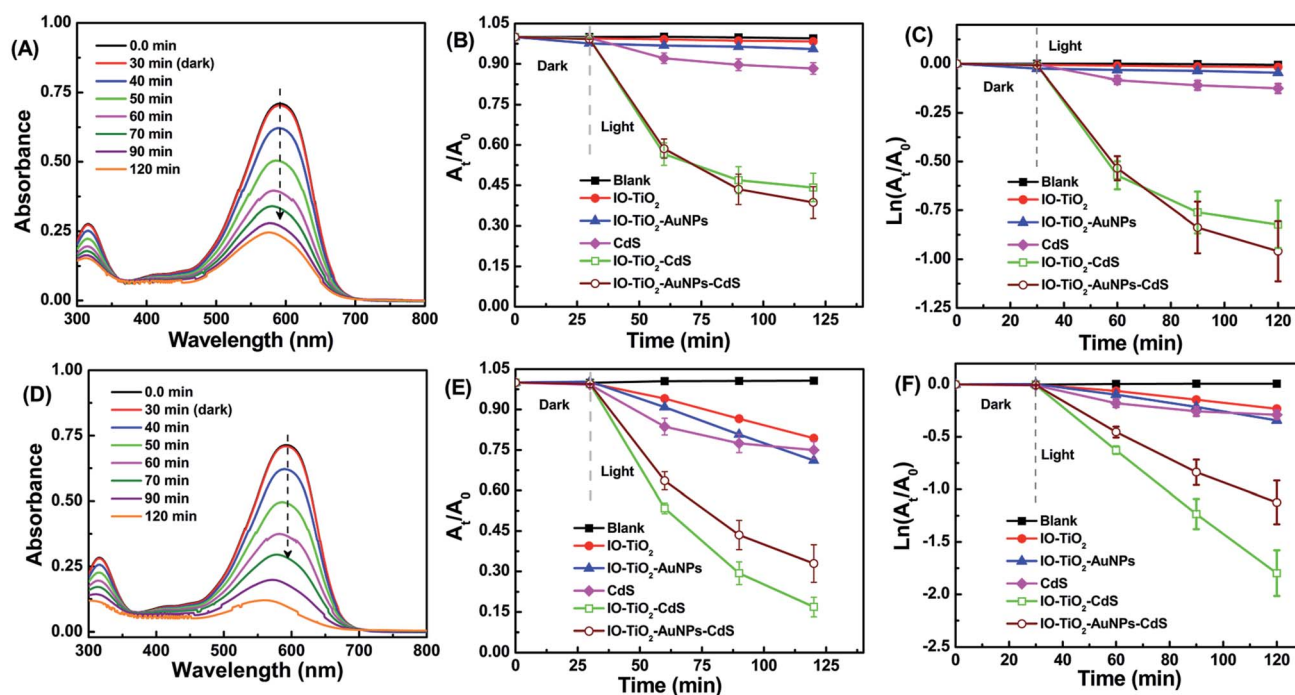 (A)
0.0 min
30 min (dark)
40 min
50 min
60 min
70 min
90 min
120 min
Absorbance
1.00
0.75
0.50
0.25
0.00
300 400 500 600 700 800
Wavelength (nm)
(B)
Dark
Light
Blank
IO-TiO₂
IO-TiO₂-AuNPs
CdS
IO-TiO₂-CdS
IO-TiO₂-AuNPs-CdS
Aₜ/A₀
1.05
0.90
0.75
0.60
0.45
0.30
0.15
0.00
0 25 50 75 100 125
Time (min)
(C)
Light
Dark
Blank
IO-TiO₂
IO-TiO₂-AuNPs
CdS
IO-TiO₂-CdS
IO-TiO₂-AuNPs-CdS
Ln(Aₜ/A₀)
0.00
-0.25
-0.50
-0.75
-1.00
-1.25
0 20 40 60 80 100 120
Time (min)
(D)
0.0 min
30 min (dark)
40 min
50 min
60 min
70 min
90 min
120 min
Absorbance
1.00
0.75
0.50
0.25
0.00
300 400 500 600 700 800
Wavelength (nm)
(E)
Dark
Light
Blank
IO-TiO₂
IO-TiO₂-AuNPs
CdS
IO-TiO₂-CdS
IO-TiO₂-AuNPs-CdS
Aₜ/A₀
1.05
0.90
0.75
0.60
0.45
0.30
0.15
0.00
0 25 50 75 100 125
Time (min)
(F)
Dark
Light
Blank
IO-TiO₂
IO-TiO₂-AuNPs
CdS
IO-TiO₂-CdS
IO-TiO₂-AuNPs-CdS
Ln(Aₜ/A₀)
0.0
-0.5
-1.0
-1.5
-2.0
-2.5
0 20 40 60 80 100 120
Time (min)